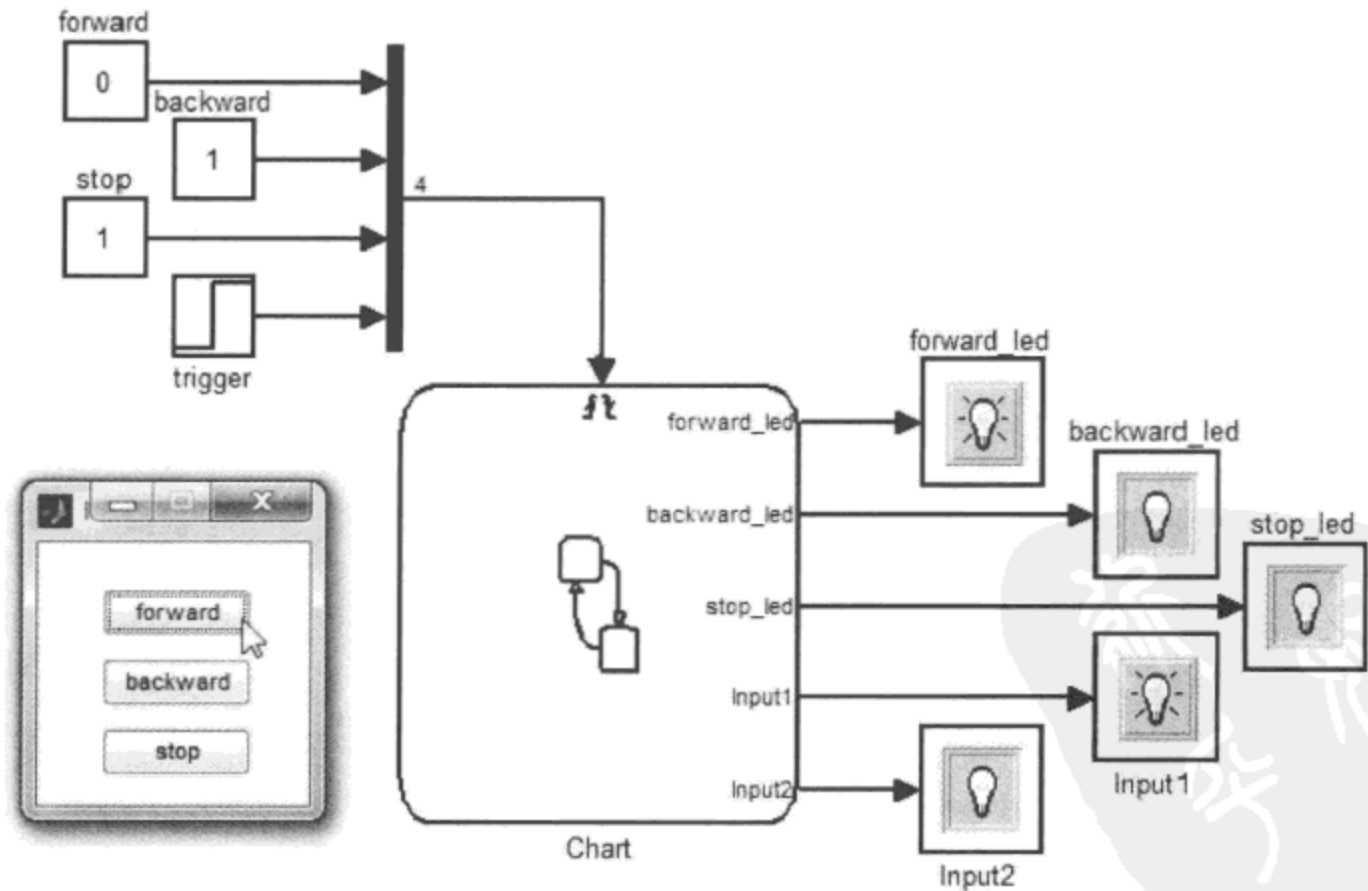 forward
0
backward
1
stop
1
trigger
4
forward_led
backward_led
stop_led
Input1
Input2
Chart
forward_led
backward_led
stop_led
Input1
Input2
forward
backward
stop